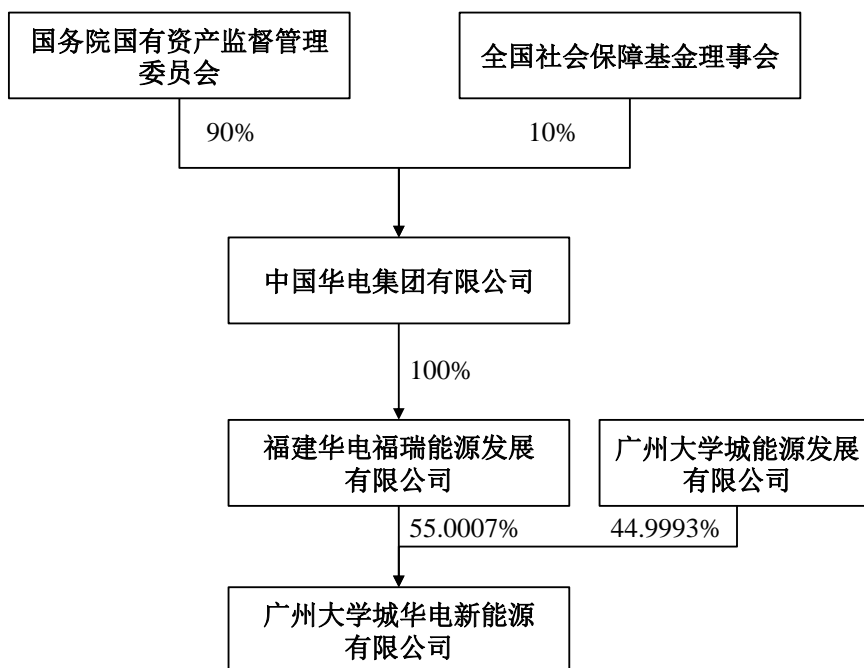 国务院国有资产监督管理
委员会
全国社会保障基金理事会
90%
10%
中国华电集团有限公司
100%
福建华电福瑞能源发展
有限公司
广州大学城能源发展
有限公司
55.0007%
44.9993%
广州大学城华电新能源
有限公司